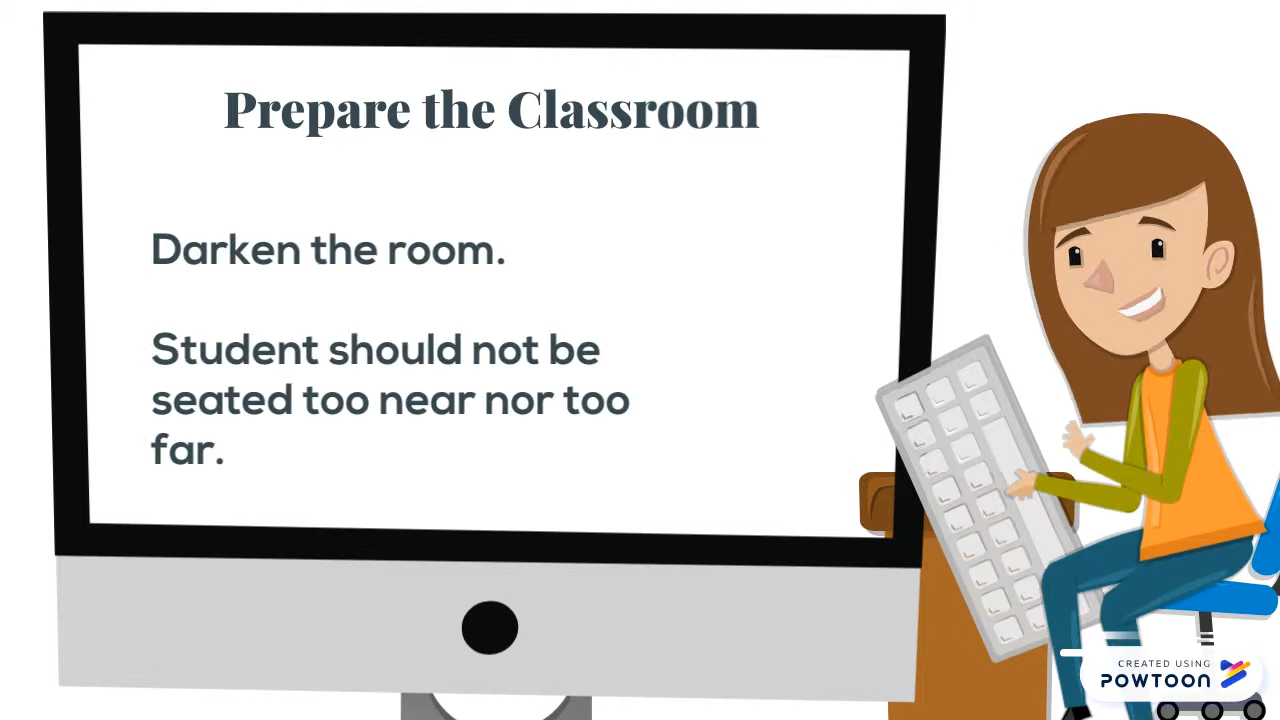 Prepare the Classroom
Darken the room.
Student should not be
seated too near nor too
far.
CREATED USING
POWTOON